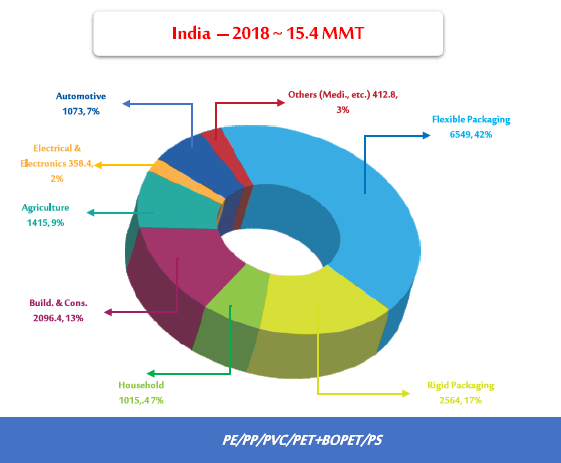 India — 2018 ~ 15.4 MMT
Automotive
1073, 7%
Others (Medi., etc.) 412.8,
3%
Flexible Packaging
6549, 42%
Electrical &
Electronics 358.4,
2%
Agriculture
1415, 9%
Build. & Cons.
2096.4, 13%
Household
1015,.4 7%
Rigid Packaging
2564, 17%
PE/PP/PVC/PET+BOPET/PS